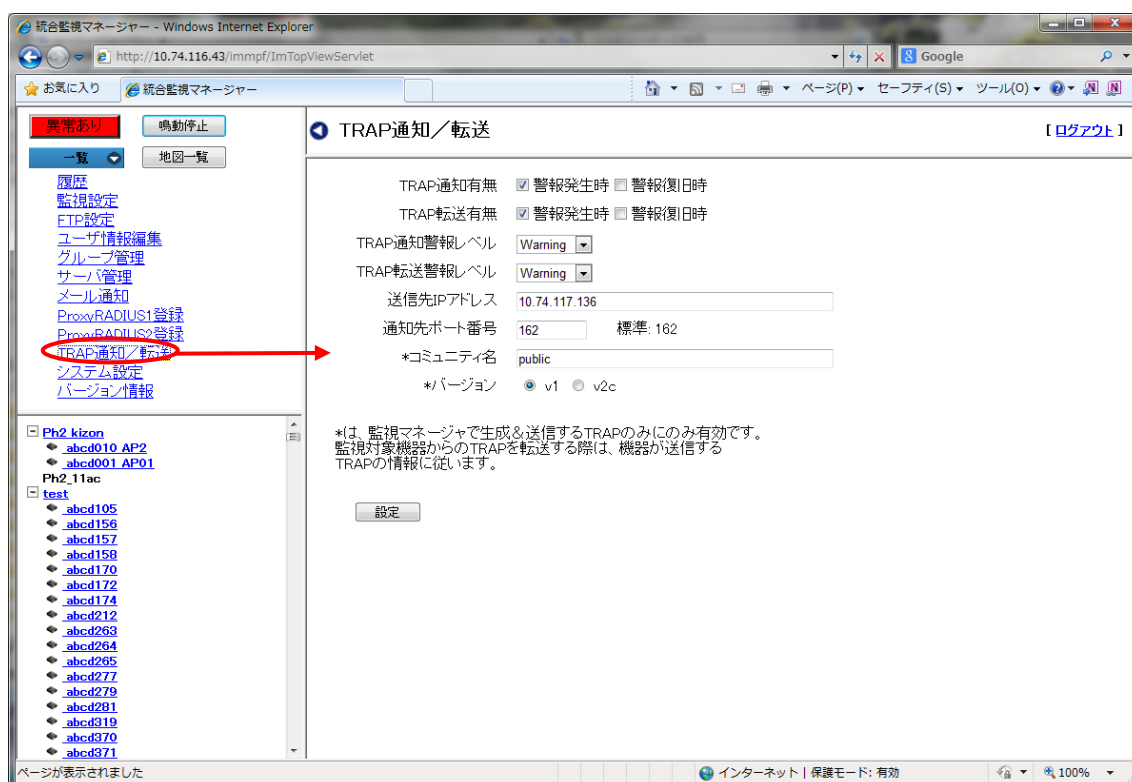 統合監視マネージャー - Windows Internet Explorer
http://10.74.116.43/immpf/ImTopViewServlet
Google
お気に入り
統合監視マネージャー
ページ(P) セーフティ(S) ツール(O)
異常あり
鳴動停止
一覧
地図一覧
履歴
監視設定
FTP設定
ユーザ情報編集
グループ管理
サーバ管理
メール通知
ProxyRADIUS1登録
ProxyRADIUS2登録
TRAP通知/転送
システム設定
バージョン情報
Ph2 kizon
abcd010 AP2
abcd001 AP01
Ph2_11ac
test
abcd105
abcd156
abcd157
abcd158
abcd170
abcd172
abcd174
abcd212
abcd263
abcd264
abcd265
abcd277
abcd279
abcd281
abcd319
abcd370
abcd371
TRAP通知/転送
[ログアウト]
TRAP通知有無 警報発生時 警報復旧時
TRAP転送有無 警報発生時 警報復旧時
TRAP通知警報レベル Warning
TRAP転送警報レベル Warning
送信先IPアドレス 10.74.117.136
通知先ポート番号 162 標準: 162
*コミュニティ名 public
*バージョン v1 v2c
*は、監視マネージャで生成&送信するTRAPのみにのみ有効です。
監視対象機器からのTRAPを転送する際は、機器が送信する
TRAPの情報に従います。
設定
ページが表示されました
インターネット | 保護モード: 有効
100%